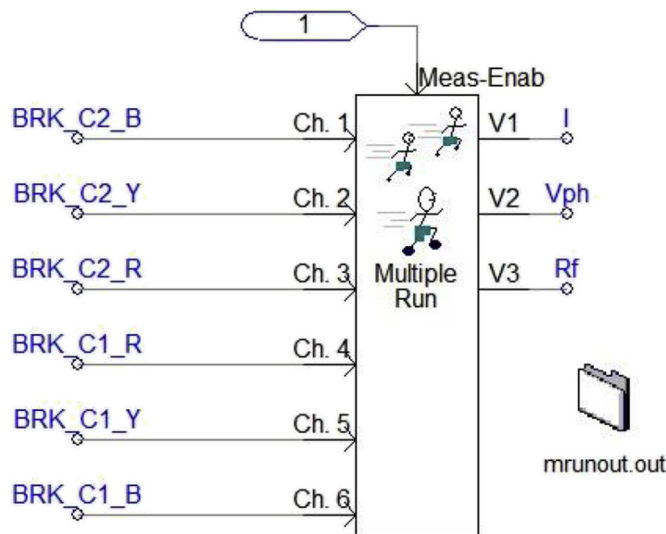 1
Meas-Enab
BRK_C2_B Ch. 1 V1 I
BRK_C2_Y Ch. 2 V2 Vph
BRK_C2_R Ch. 3 V3 Rf
Multiple
Run
BRK_C1_R Ch. 4
BRK_C1_Y Ch. 5
BRK_C1_B Ch. 6
mrunout.out